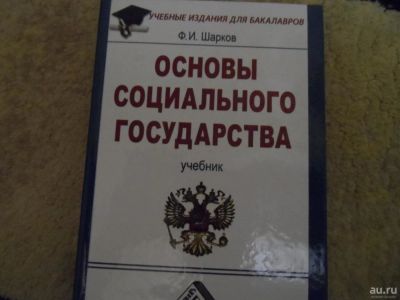 УЧЕБНЫЕ ИЗДАНИЯ ДЛЯ БАКАЛАВРОВ
Ф.И. Шарков
ОСНОВЫ
СОЦИАЛЬНОГО
ГОСУДАРСТВА
учебник
au.ru